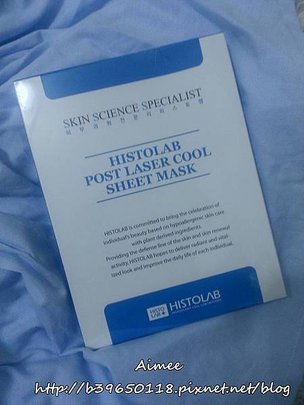 SKIN SCIENCE SPECIALIST
HISTOLAB
POST LASER COOL
SHEET MASK
HISTOLAB is committed to bring the celebration of
individual's beauty based on hypoallergenic skin care
with plant derived ingredients.
Providing the defense line of the skin and skin renewal
activity, HISTOLAB hopes to deliver radiant and vital-
ized look and improve the daily life of each individual.
HISTO
LAB
HISTOLAB
Aimee
http://b39650118.pixnet.net/blog